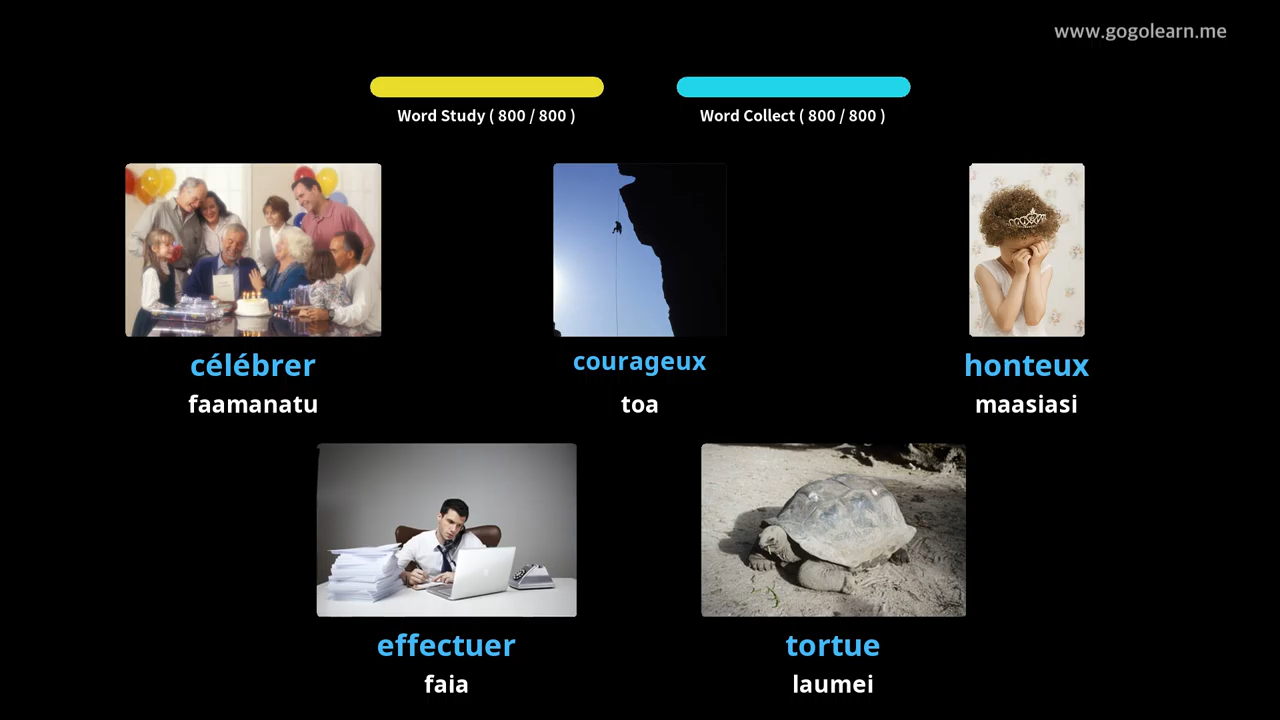 www.gogolearn.me
Word Study ( 800 / 800 )
Word Collect ( 800 / 800 )
célébrer
faamanatu
courageux
toa
honteux
maasiasi
effectuer
faia
tortue
laumei